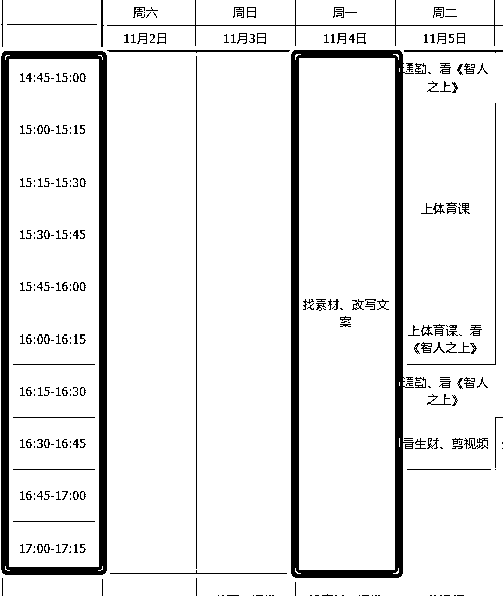 周六 周日 周一 周二
11月2日 11月3日 11月4日 11月5日
14:45-15:00
通勤、看《智人
之上》
15:00-15:15
15:15-15:30
上体育课
15:30-15:45
15:45-16:00
找素材、改写文
案
16:00-16:15
上体育课、看
《智人之上》
16:15-16:30
通勤、看《智人
之上》
16:30-16:45
看生财、剪视频
16:45-17:00
17:00-17:15